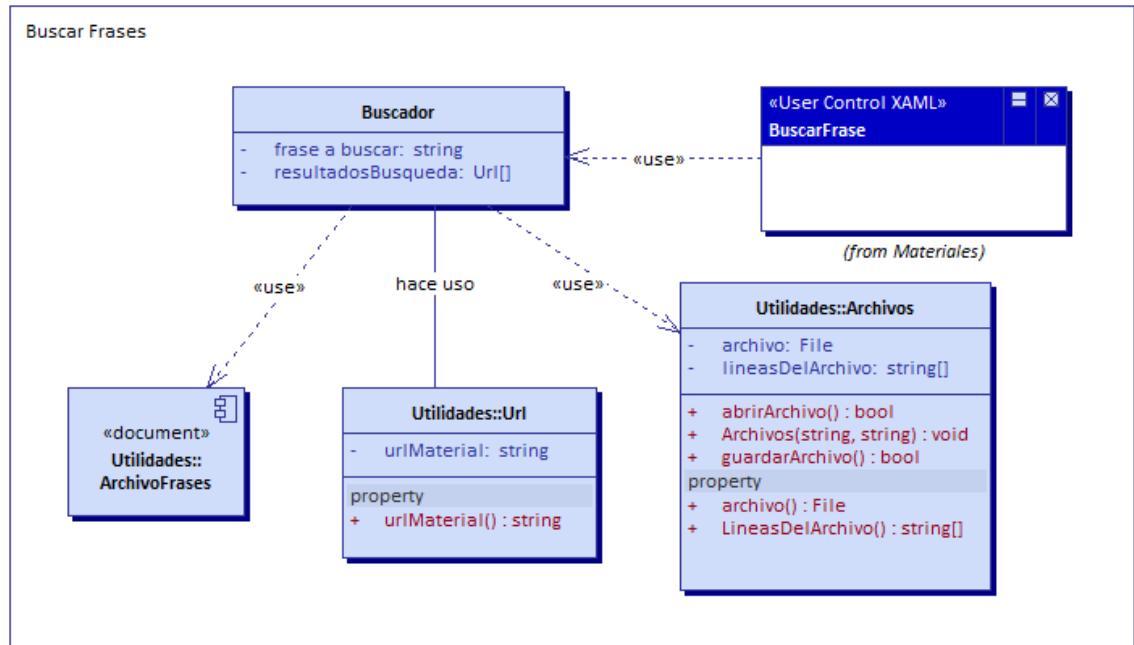 Buscar Frases
Buscador
- frase a buscar: string
- resultadosBusqueda: Url[]
«User Control XAML»
BuscarFrase
«use»
(from Materiales)
«use»
hace uso
«use»
«document»
Utilidades::
ArchivoFrases
Utilidades::Url
- urlMaterial: string
property
+ urlMaterial() : string
Utilidades::Archivos
- archivo: File
- lineasDelArchivo: string[]
+ abrirArchivo() : bool
+ Archivos(string, string) : void
+ guardarArchivo() : bool
property
+ archivo() : File
+ LineasDelArchivo() : string[]